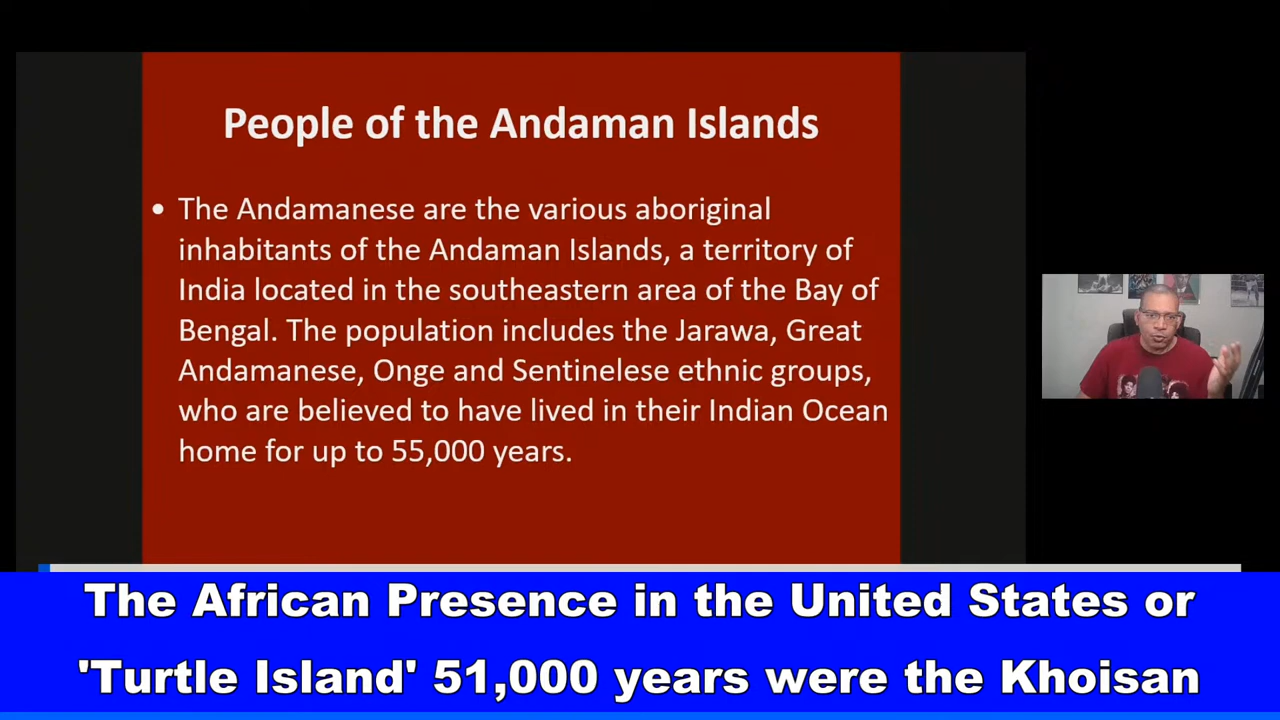 People of the Andaman Islands
• The Andamanese are the various aboriginal
inhabitants of the Andaman Islands, a territory of
India located in the southeastern area of the Bay of
Bengal. The population includes the Jarawa, Great
Andamanese, Onge and Sentinelese ethnic groups,
who are believed to have lived in their Indian Ocean
home for up to 55,000 years.
The African Presence in the United States or
'Turtle Island' 51,000 years were the Khoisan